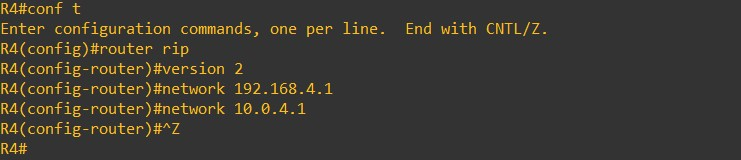 R4#conf t
Enter configuration commands, one per line.  End with CNTL/Z.
R4(config)#router rip
R4(config-router)#version 2
R4(config-router)#network 192.168.4.1
R4(config-router)#network 10.0.4.1
R4(config-router)#^Z
R4#